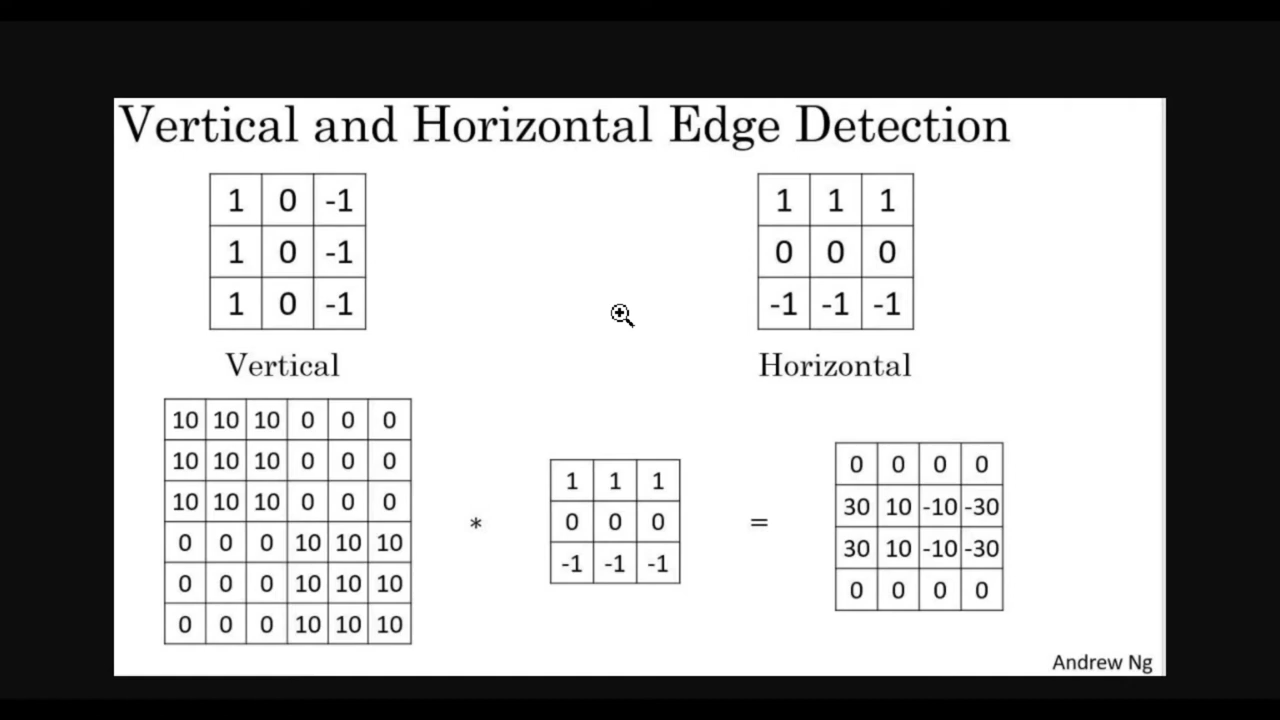 Vertical and Horizontal Edge Detection
1 0 -1
1 0 -1
1 0 -1
Vertical
1 1 1
0 0 0
-1 -1 -1
Horizontal
10 10 10 0 0 0
10 10 10 0 0 0
10 10 10 0 0 0
0 0 0 10 10 10
0 0 0 10 10 10
0 0 0 10 10 10
*
1 1 1
0 0 0
-1 -1 -1
=
0 0 0 0
30 10 -10 -30
30 10 -10 -30
0 0 0 0
Andrew Ng